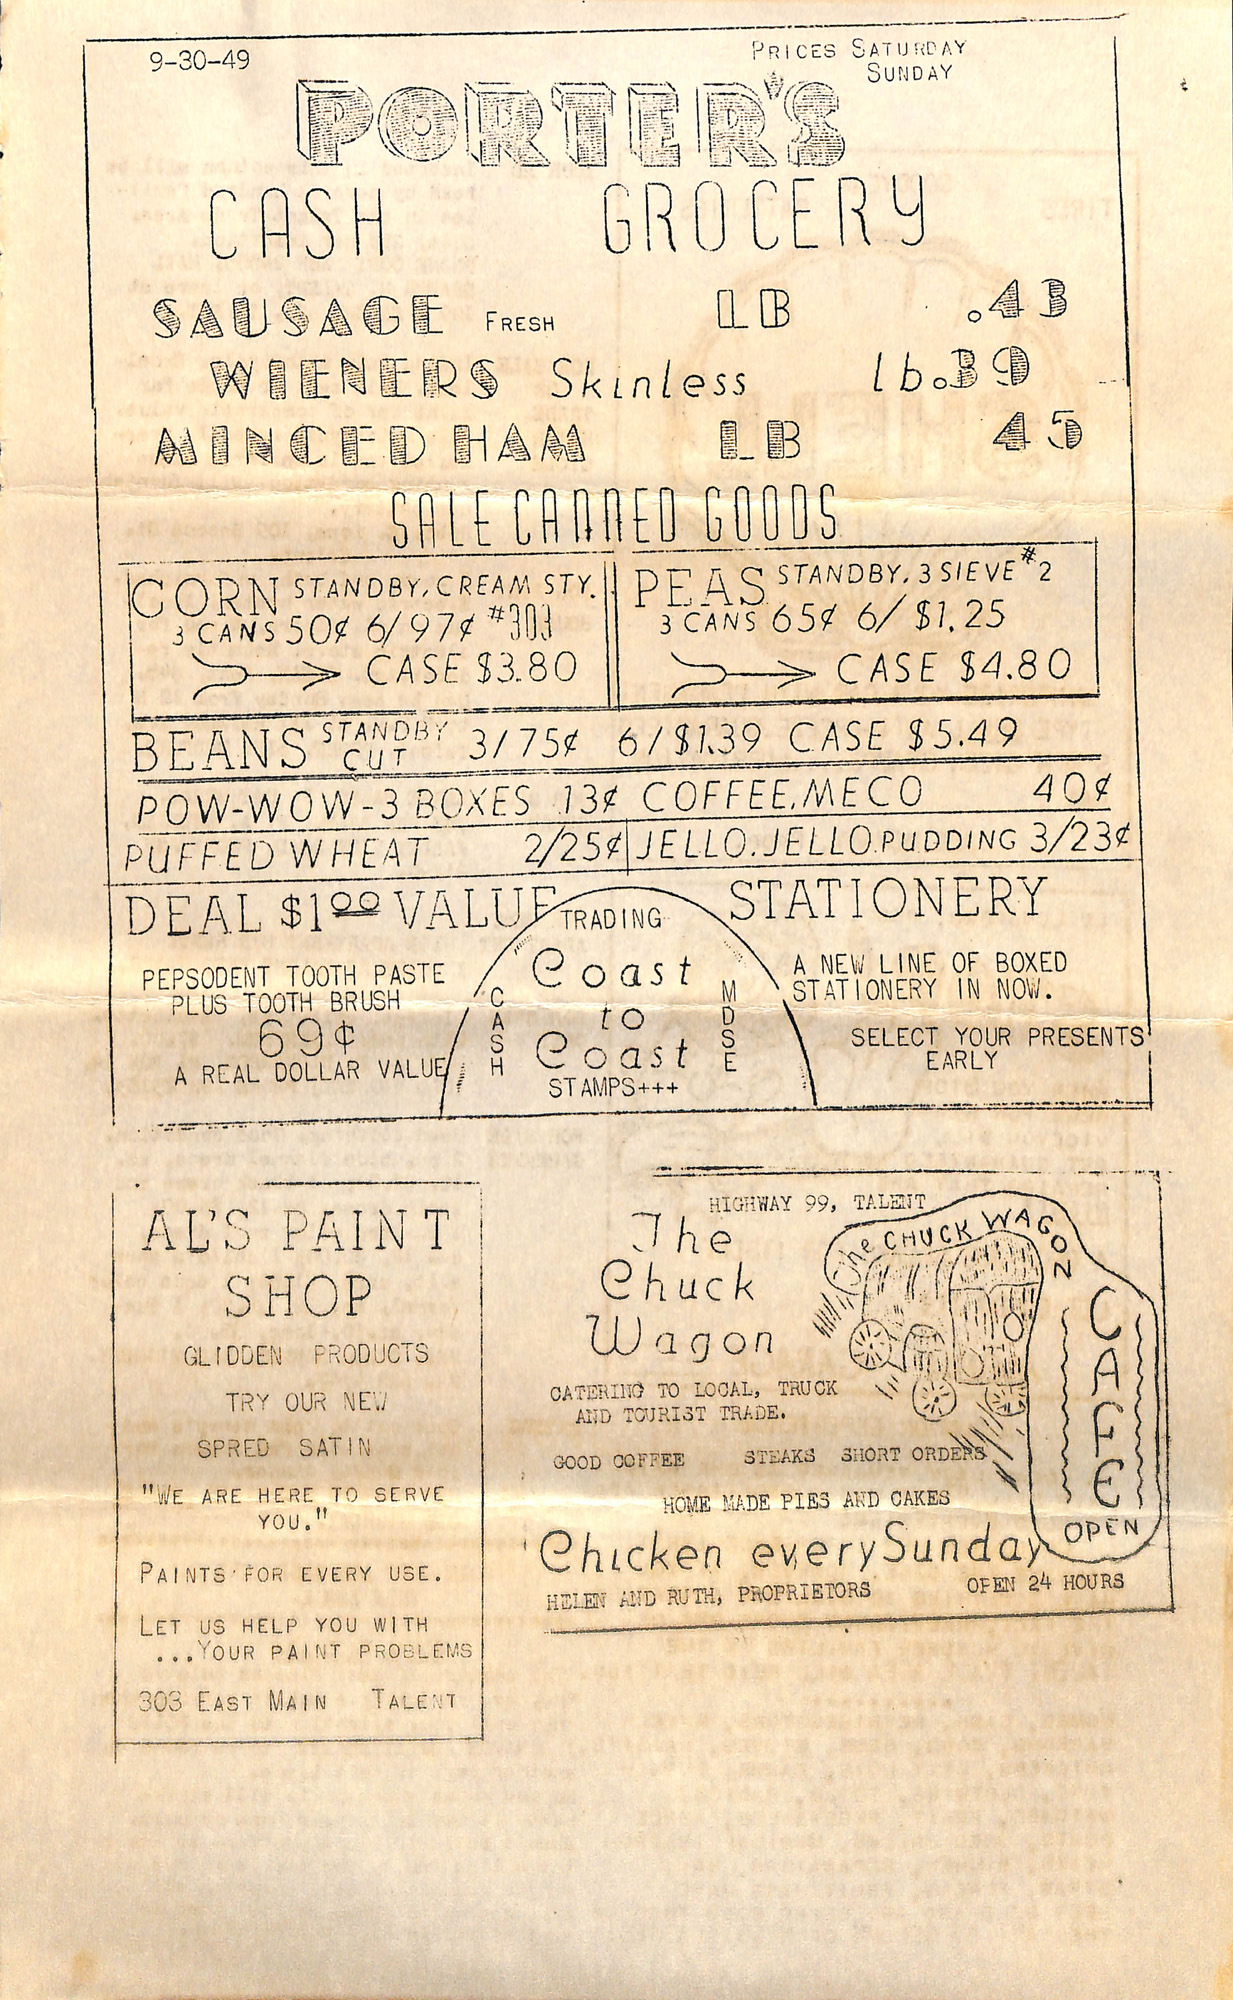 9-30-49
PRICES SATURDAY
SUNDAY
PORTER'S
CASH GROCERY
SAUSAGE FRESH LB .43
WIENERS Skinless lb.39
MINCED HAM LB 45
SALE CANNED GOODS
CORN STANDBY, CREAM STY.
3 CANS 50¢ 6/97¢ #303
CASE $3.80
PEAS STANDBY, 3 SIEVE #2
3 CANS 65¢ 6/ $1.25
CASE $4.80
BEANS STANDBY CUT 3/75¢ 6/$1.39 CASE $5.49
POW-WOW-3 BOXES .13¢ COFFEE, MECO 40¢
PUFFED WHEAT 2/25¢ JELLO. JELLO. PUDDING 3/23¢
DEAL $1.00 VALUE
PEPSODENT TOOTH PASTE
PLUS TOOTH BRUSH
69¢
A REAL DOLLAR VALUE
TRADING
Coast
to
Coast
CASH
MDSE
STAMPS+++
STATIONERY
A NEW LINE OF BOXED
STATIONERY IN NOW.
SELECT YOUR PRESENTS
EARLY
AL'S PAINT
SHOP
GLIDDEN PRODUCTS
TRY OUR NEW
SPRED SATIN
"WE ARE HERE TO SERVE
YOU."
PAINTS FOR EVERY USE.
LET US HELP YOU WITH
...YOUR PAINT PROBLEMS
303 EAST MAIN TALENT
HIGHWAY 99, TALENT
The
Chuck
Wagon
CATERING TO LOCAL, TRUCK
AND TOURIST TRADE.
GOOD COFFEE STEAKS SHORT ORDERS
HOME MADE PIES AND CAKES
Chicken every Sunday
HELEN AND RUTH, PROPRIETORS OPEN 24 HOURS
The CHUCK WAGON
CAFE
OPEN